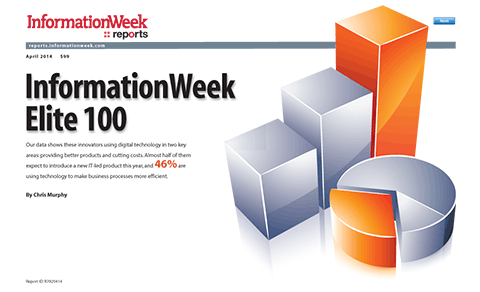 InformationWeek
reports
Next
reports.informationweek.com
April 2014 $99
InformationWeek
Elite 100
Our data shows these innovators using digital technology in two key
areas providing better products and cutting costs. Almost half of them
expect to introduce a new IT-led product this year, and 46% are
using technology to make business processes more efficient.
By Chris Murphy